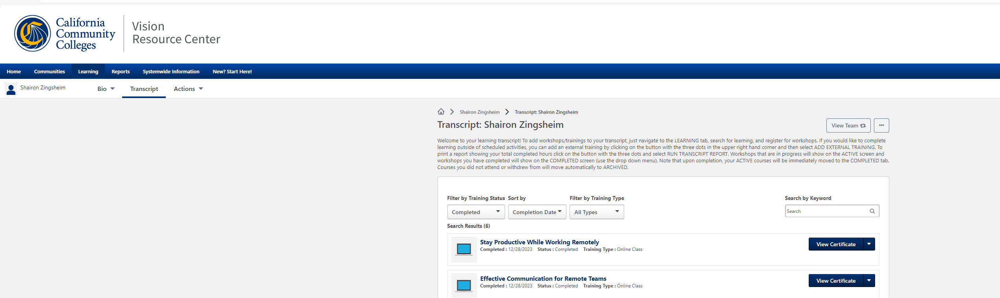 California
Community
Colleges
Vision
Resource Center
Home Communities Learning Reports Systemwide Information New? Start Here!
Shairon Zingsheim Bio Transcript Actions
Shairon Zingsheim Transcript: Shairon Zingsheim
Transcript: Shairon Zingsheim
View Team ...
Welcome to your learning transcript! To add workshops/trainings to your transcript, just navigate to the LEARNING tab, search for learning, and register for workshops. If you would like to complete
learning outside of scheduled activities, you can add an external training by clicking on the button with the three dots in the upper right hand corner and then select ADD EXTERNAL TRAINING. To
print a report showing your total completed hours click on the button with the three dots and select RUN TRANSCRIPT REPORT. Workshops that are in progress will show on the ACTIVE screen and
workshops you have completed will show on the COMPLETED screen (use the drop down menu). Note that upon completion, your ACTIVE courses will be immediately moved to the COMPLETED tab.
Courses you did not attend or withdrew from will move automatically to ARCHIVED.
Filter by Training Status Sort by Filter by Training Type Search by Keyword
Completed Completion Date All Types Search
Search Results (6)
Stay Productive While Working Remotely
Completed : 12/28/2023 Status : Completed Training Type : Online Class
View Certificate
Effective Communication for Remote Teams
Completed : 12/28/2023 Status : Completed Training Type : Online Class
View Certificate